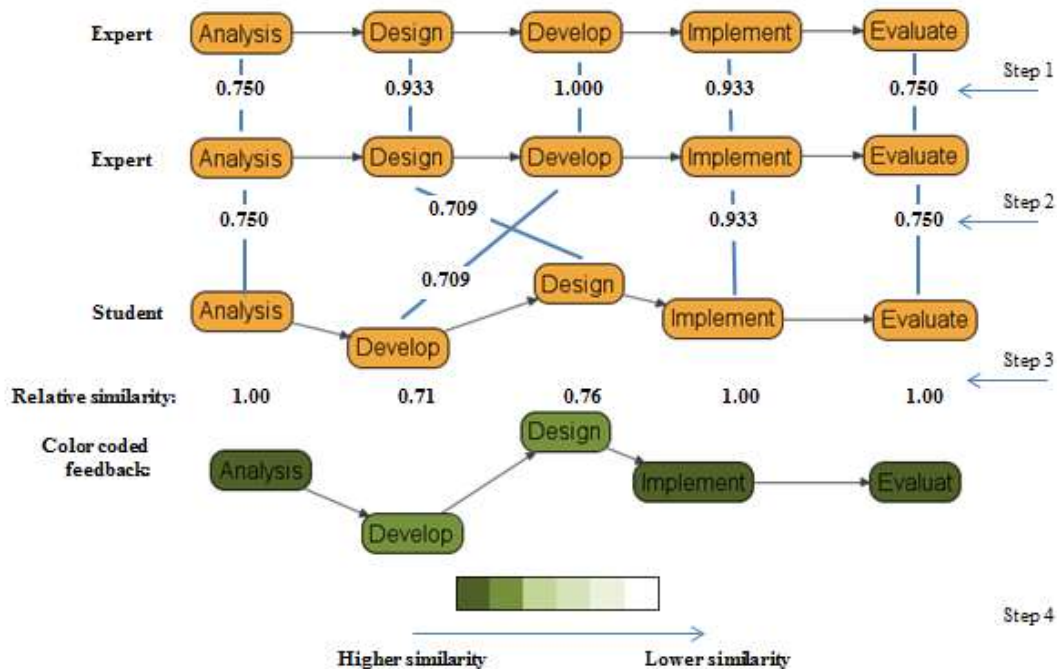 Expert Analysis Design Develop Implement Evaluate
0.750 0.933 1.000 0.933 0.750 Step 1
Expert Analysis Design Develop Implement Evaluate
0.750 0.709 0.933 0.750 Step 2
0.709
Design
Student Analysis Implement Evaluate
Develop
Step 3
Relative similarity: 1.00 0.71 0.76 1.00 1.00
Design
Color coded
feedback:
Analysis Implement Evaluat
Develop
Step 4
Higher similarity Lower similarity